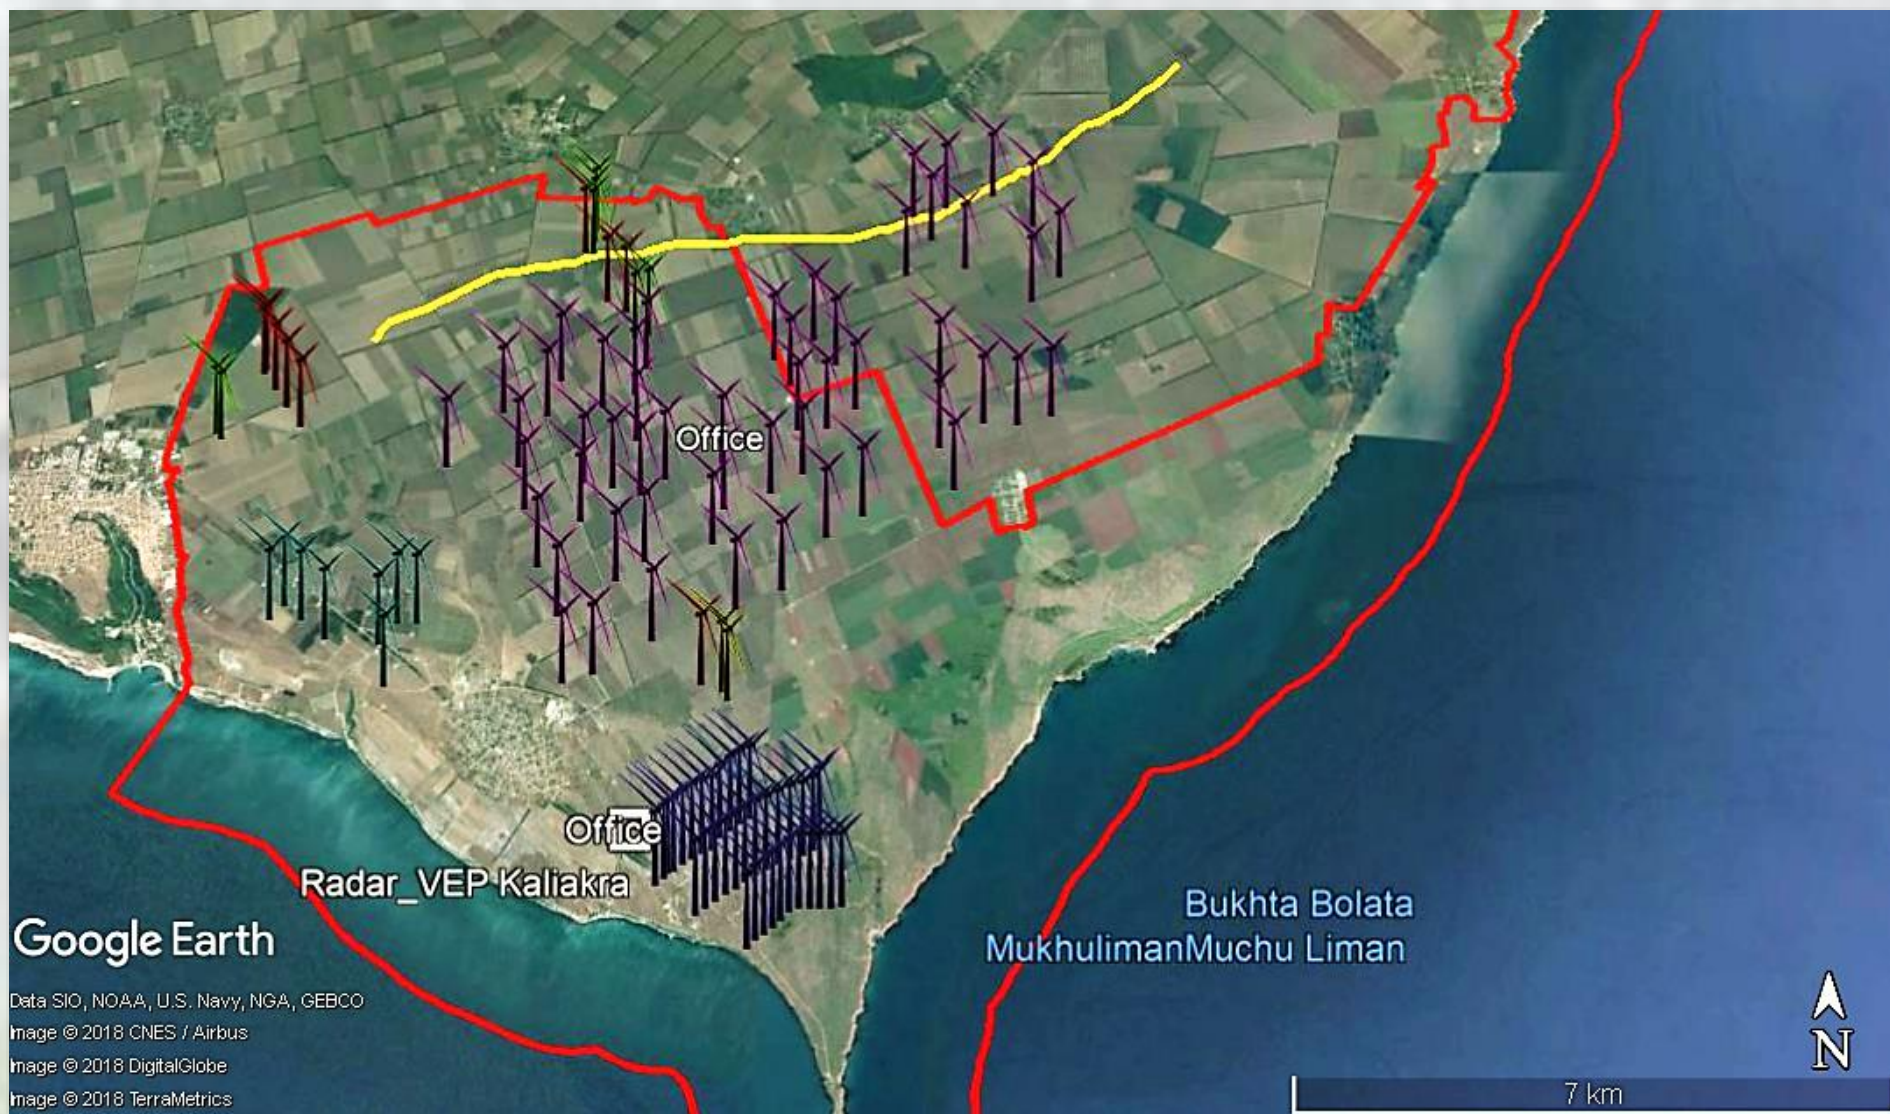 Office
Office
Radar_VEP Kaliakra
Bukhta Bolata
MukhulimanMuchu Liman
Google Earth
Data SIO, NOAA, U.S. Navy, NGA, GEBCO
Image © 2018 CNES / Airbus
Image © 2018 DigitalGlobe
Image © 2018 TerraMetrics
N
7 km